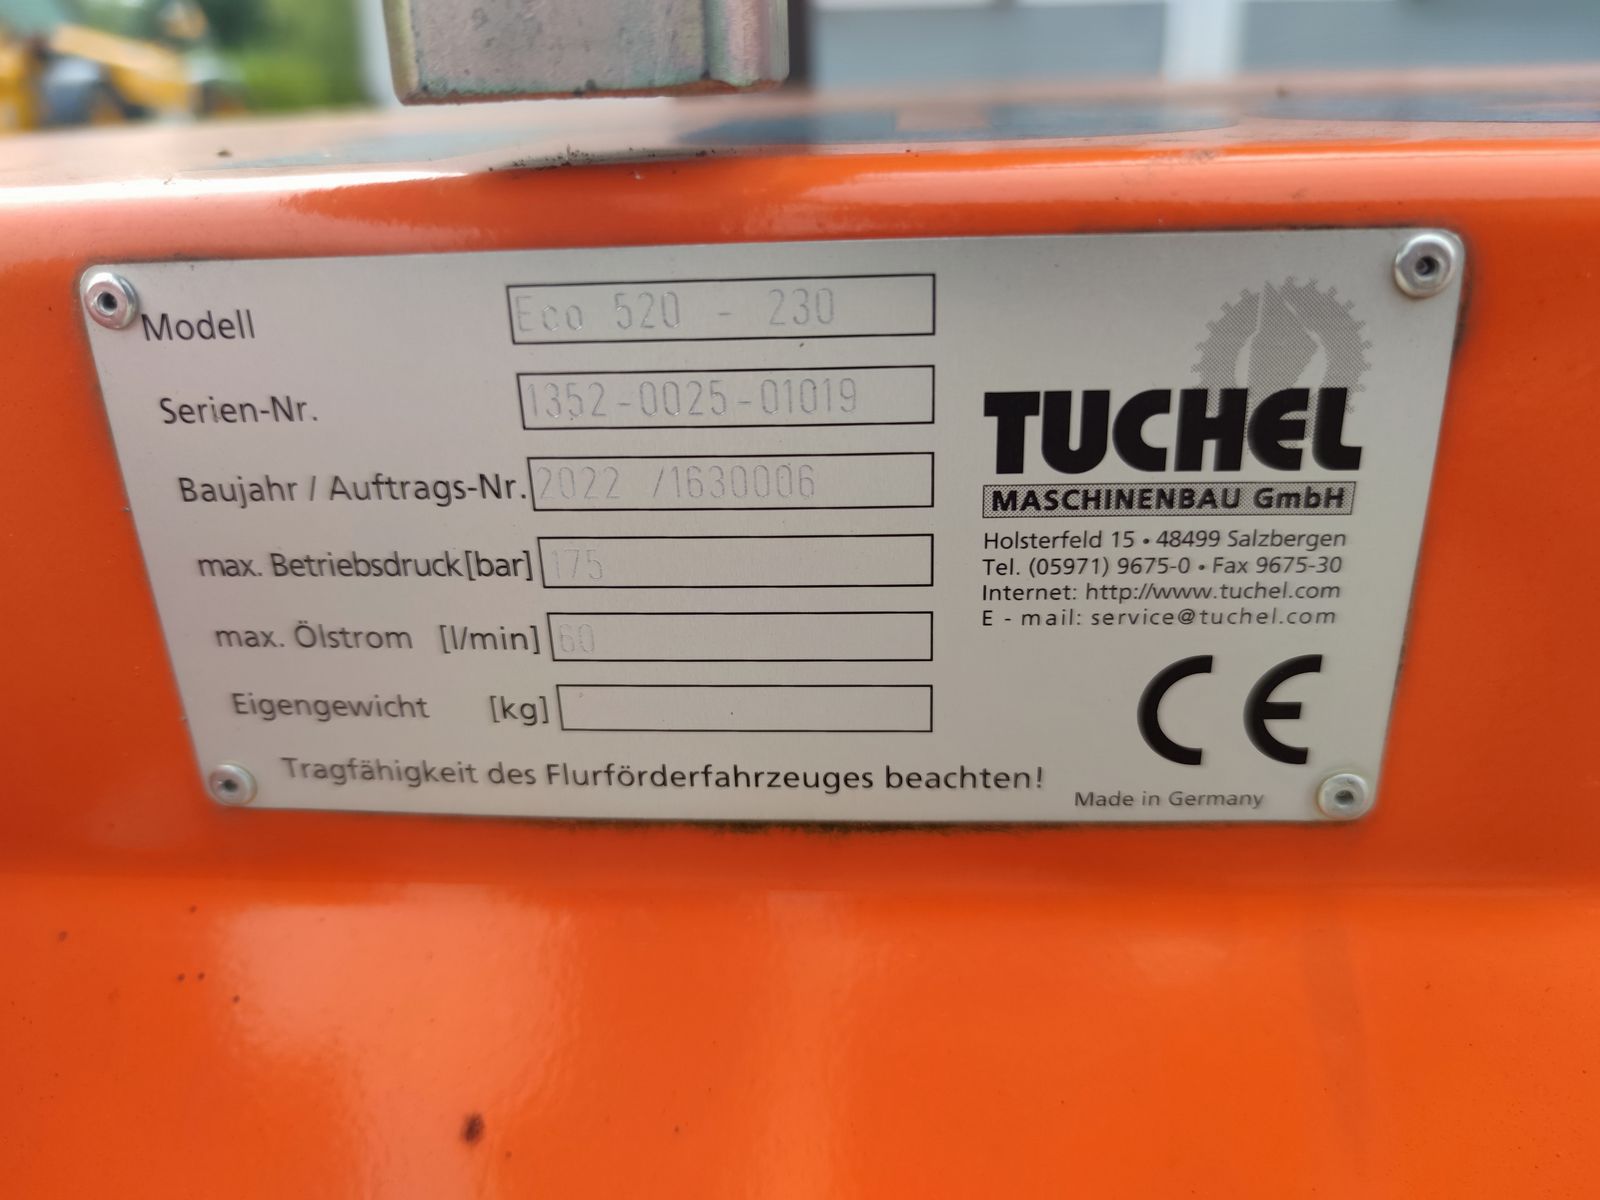 Modell Eco 520 - 230
Serien-Nr. 1352-0025-01019
Baujahr / Auftrags-Nr. 2022 /1630006
max. Betriebsdruck[bar] 175
max. Ölstrom [l/min] 60
Eigengewicht [kg]
Tragfähigkeit des Flurförderfahrzeuges beachten!
TUCHEL
MASCHINENBAU GmbH
Holsterfeld 15 • 48499 Salzbergen
Tel. (05971) 9675-0 • Fax 9675-30
Internet: http://www.tuchel.com
E - mail: service@tuchel.com
CE
Made in Germany